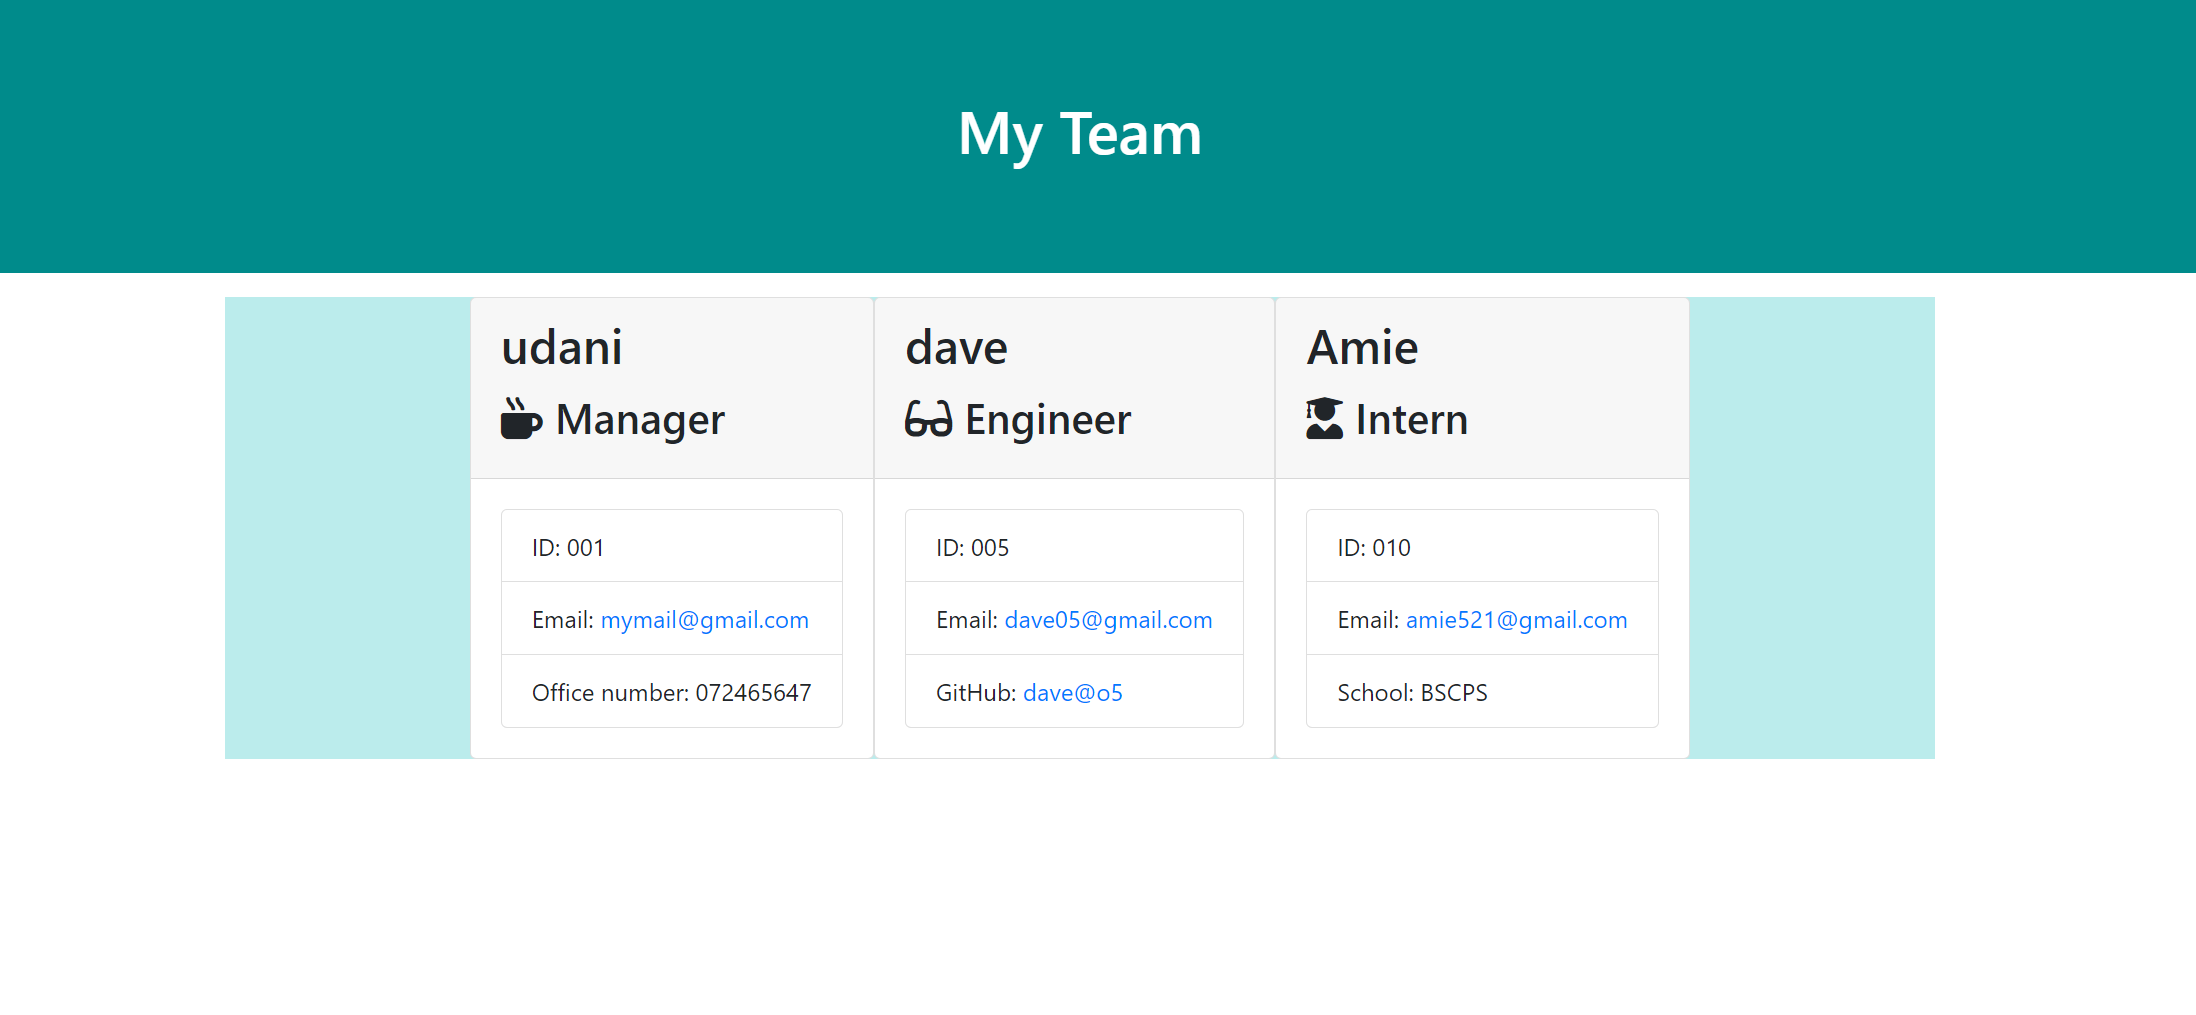 My Team
udani
Manager
ID: 001
Email: mymail@gmail.com
Office number: 072465647
dave
Engineer
ID: 005
Email: dave05@gmail.com
GitHub: dave@o5
Amie
Intern
ID: 010
Email: amie521@gmail.com
School: BSCPS